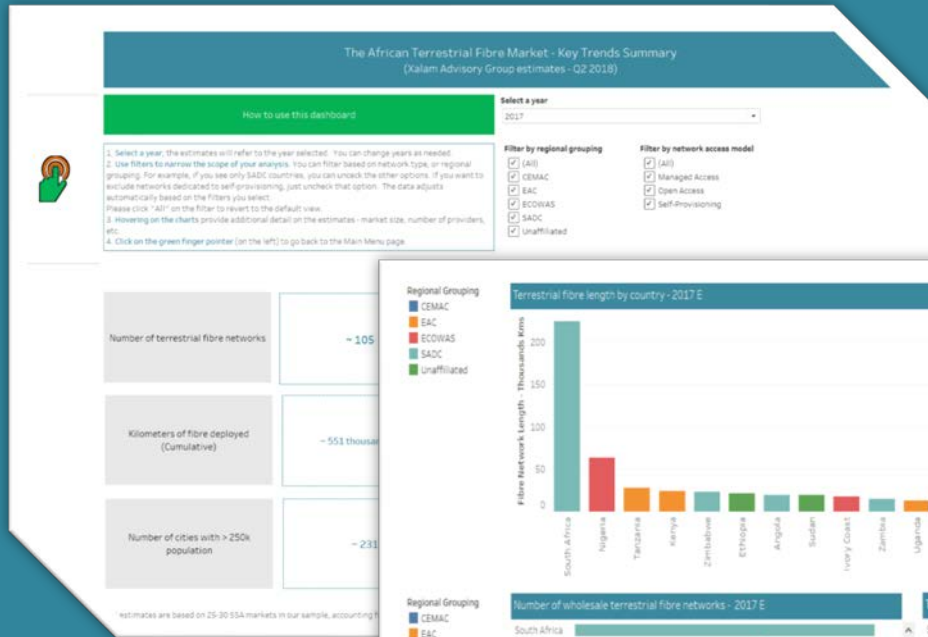 The African Terrestrial Fibre Market - Key Trends Summary
(Xalam Advisory Group estimates - Q2 2018)
How to use this dashboard
1. Select a year, the estimates will refer to the year selected. You can change years as needed.
2. Use filters to narrow the scope of your analysis. You can filter based on network type, or regional
grouping. For example, if you see only SADC countries, you can uncheck the other options. If you want to
exclude networks dedicated to self-provisioning, just uncheck that option. The data adjusts
automatically based on the filters you select.
Please click "All" on the filter to revert to the default view.
3. Hovering on the charts provide additional detail on the estimates - market size, number of providers,
etc.
4. Click on the green finger pointer (on the left) to go back to the Main Menu page.
Select a year
2017
Filter by regional grouping
(All)
CEMAC
EAC
ECOWAS
SADC
Unaffiliated
Filter by network access model
(All)
Managed Access
Open Access
Self-Provisioning
Number of terrestrial fibre networks
~ 105
Kilometers of fibre deployed
(Cumulative)
~ 551 thousan
Number of cities with > 250k
population
~ 231
* estimates are based on 25-30 SSA markets in our sample, accounting f
Regional Grouping
CEMAC
EAC
ECOWAS
SADC
Unaffiliated
Terrestrial fibre length by country - 2017 E
Fibre Network Length - Thousands Kms
200
150
100
50
0
South Africa
Nigeria
Tanzania
Kenya
Zimbabwe
Ethiopia
Angola
Sudan
Ivory Coast
Zambia
Uganda
Regional Grouping
CEMAC
EAC
Number of wholesale terrestrial fibre networks - 2017 E
South Africa